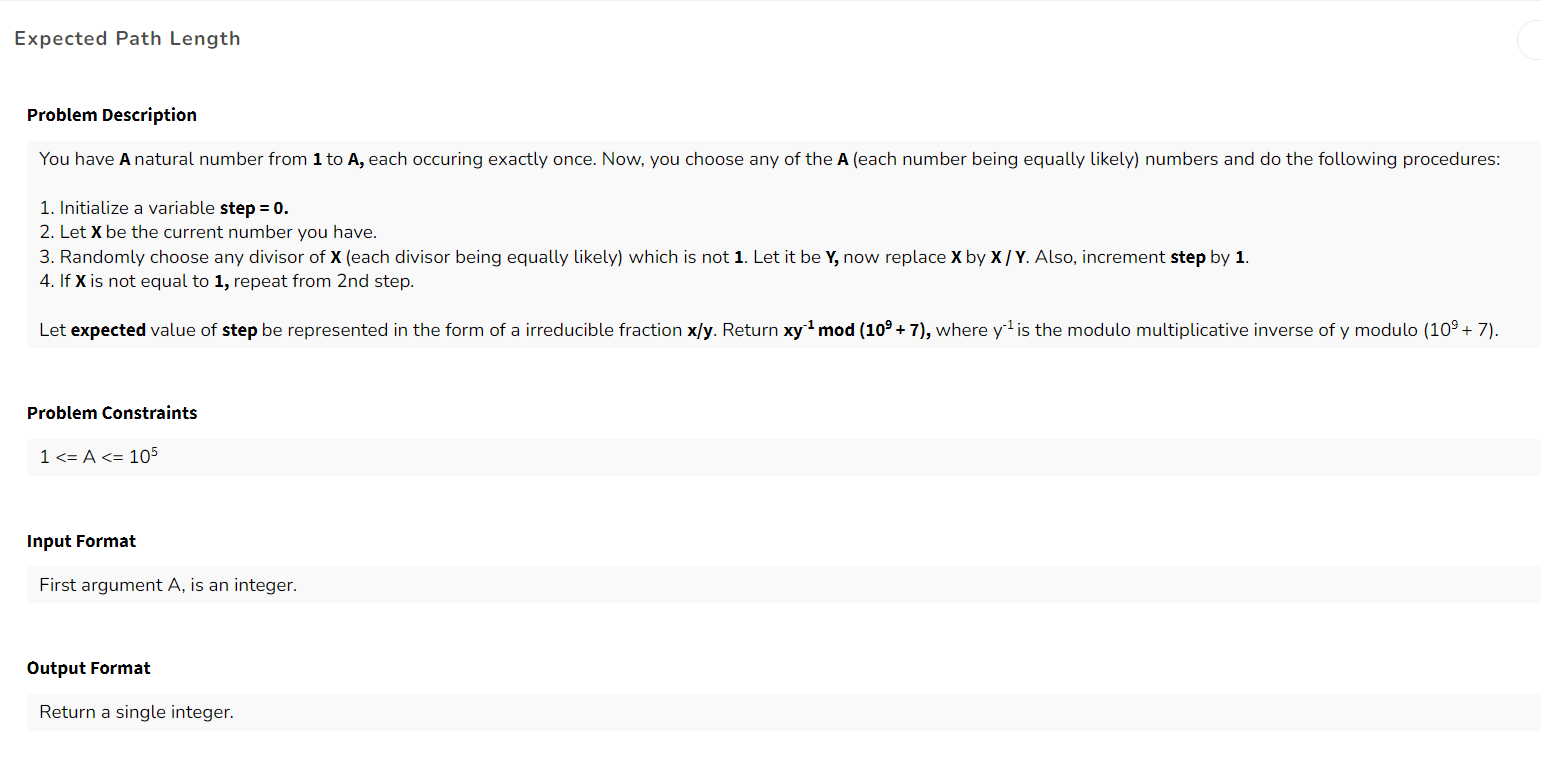 Expected Path Length
Problem Description
You have A natural number from 1 to A, each occuring exactly once. Now, you choose any of the A (each number being equally likely) numbers and do the following procedures:
1. Initialize a variable step = 0.
2. Let X be the current number you have.
3. Randomly choose any divisor of X (each divisor being equally likely) which is not 1. Let it be Y, now replace X by X / Y. Also, increment step by 1.
4. If X is not equal to 1, repeat from 2nd step.
Let expected value of step be represented in the form of a irreducible fraction x/y. Return xy⁻¹ mod (10⁹ + 7), where y⁻¹ is the modulo multiplicative inverse of y modulo (10⁹ + 7).
Problem Constraints
1 <= A <= 10⁵
Input Format
First argument A, is an integer.
Output Format
Return a single integer.